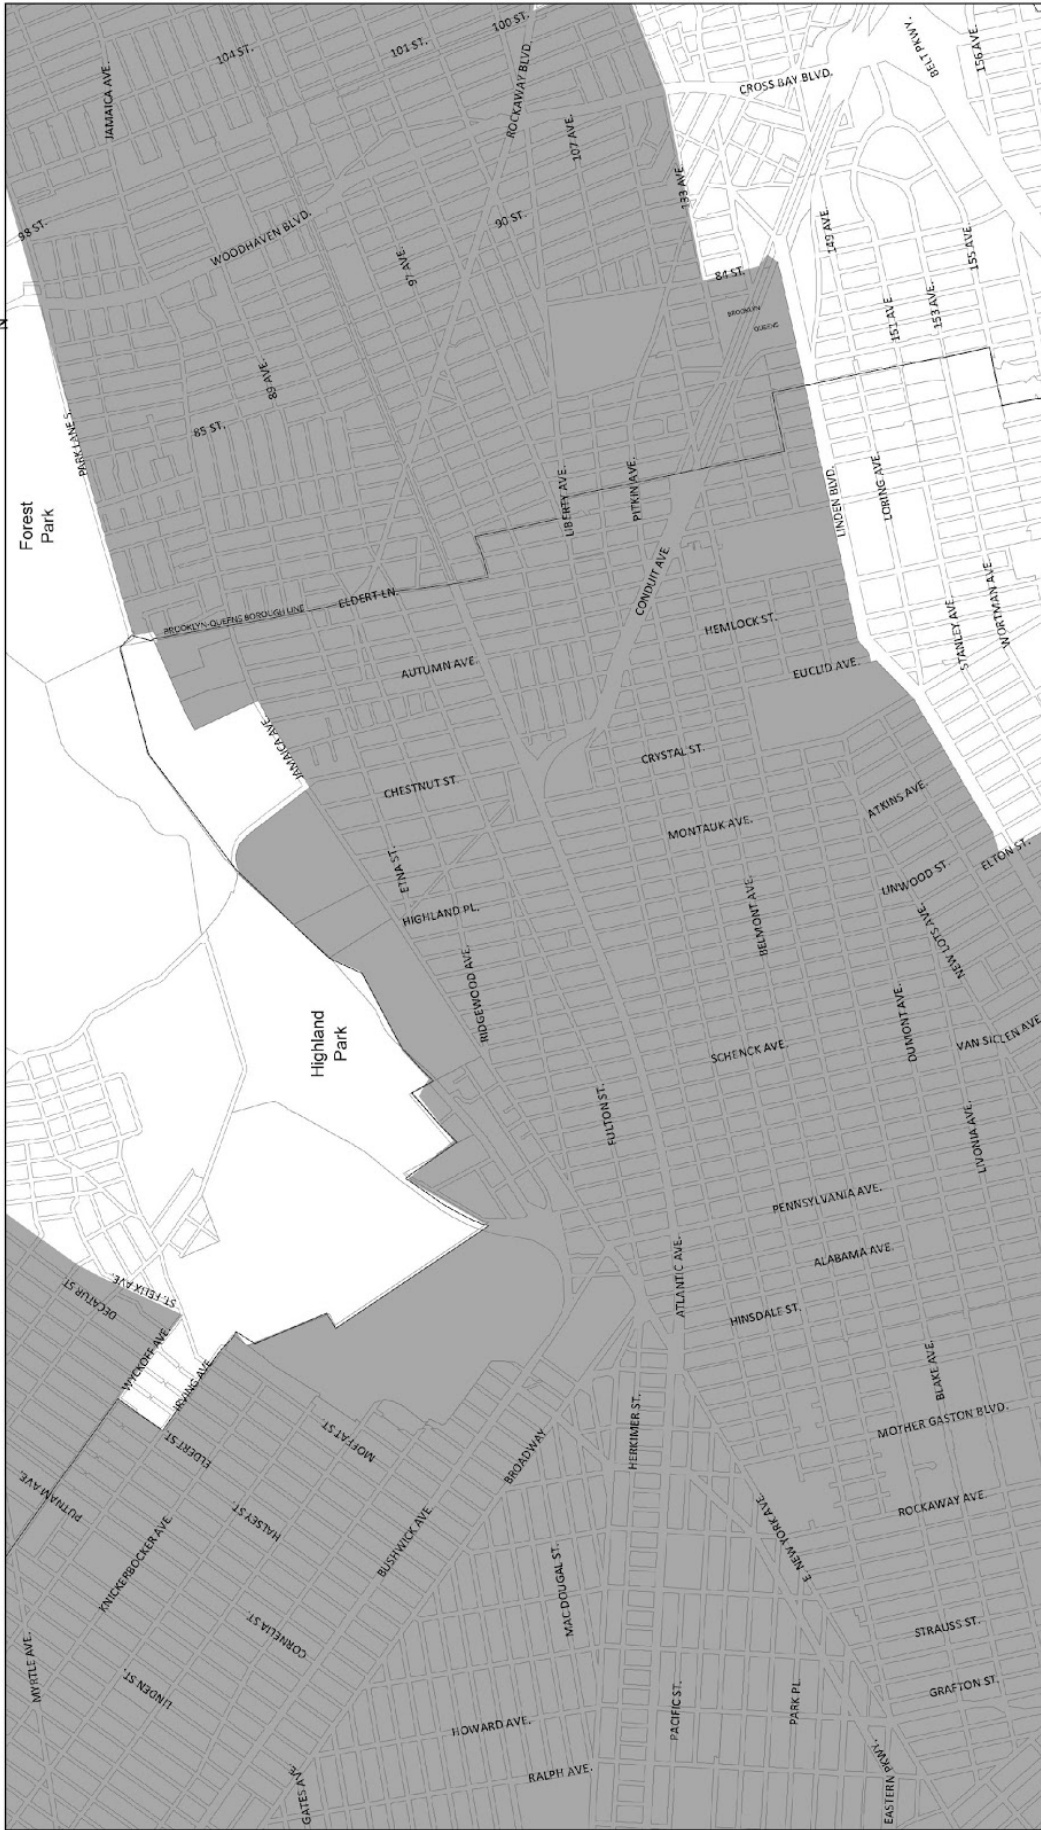 100 ST.
104 ST.
101 ST.
JAMAICA AVE.
ROCKAWAY BLVD.
BELT PKWY.
156 AVE.
CROSS BAY BLVD.
107 AVE.
133 AVE.
98 ST.
WOODHAVEN BLVD.
90 ST.
97 AVE.
149 AVE.
155 AVE.
84 ST.
N
BROOKLYN
QUEENS
151 AVE.
153 AVE.
89 AVE.
85 ST.
PARK LANE S.
Forest
Park
LIBERTY AVE.
PITKIN AVE.
LINDEN BLVD.
LORING AVE.
CONDUIT AVE.
ELDERT LN.
BROOKLYN-QUEENS BOROUGH LINE
HEMLOCK ST.
STANLEY AVE.
WORTMAN AVE.
AUTUMN AVE.
EUCLID AVE.
JAMAICA AVE.
CRYSTAL ST.
CHESTNUT ST.
ATKINS AVE.
MONTAUK AVE.
ETNA ST.
LINWOOD ST.
ELTON ST.
HIGHLAND PL.
BELMONT AVE.
NEW LOTS AVE.
RIDGEWOOD AVE.
Highland
Park
DUMONT AVE.
SCHENCK AVE.
VAN SICLEN AVE.
FULTON ST.
LIVONIA AVE.
PENNSYLVANIA AVE.
ALABAMA AVE.
ATLANTIC AVE.
ST. FELIX AVE.
DECATUR ST.
HINSDALE ST.
WYCKOFF AVE.
IRVING AVE.
BLAKE AVE.
MOTHER GASTON BLVD.
HERKIMER ST.
MOFFAT ST.
ELDERT ST.
BROADWAY
PUTNAM AVE.
ROCKAWAY AVE.
HALSEY ST.
BUSHWICK AVE.
E. NEW YORK AVE.
KNICKERBOCKER AVE.
MAC DOUGAL ST.
STRAUSS ST.
CORNELIA ST.
MYRTLE AVE.
LINDEN ST.
GRAFTON ST.
PACIFIC ST.
PARK PL.
HOWARD AVE.
RALPH AVE.
GATES AVE.
EASTERN PKWY.